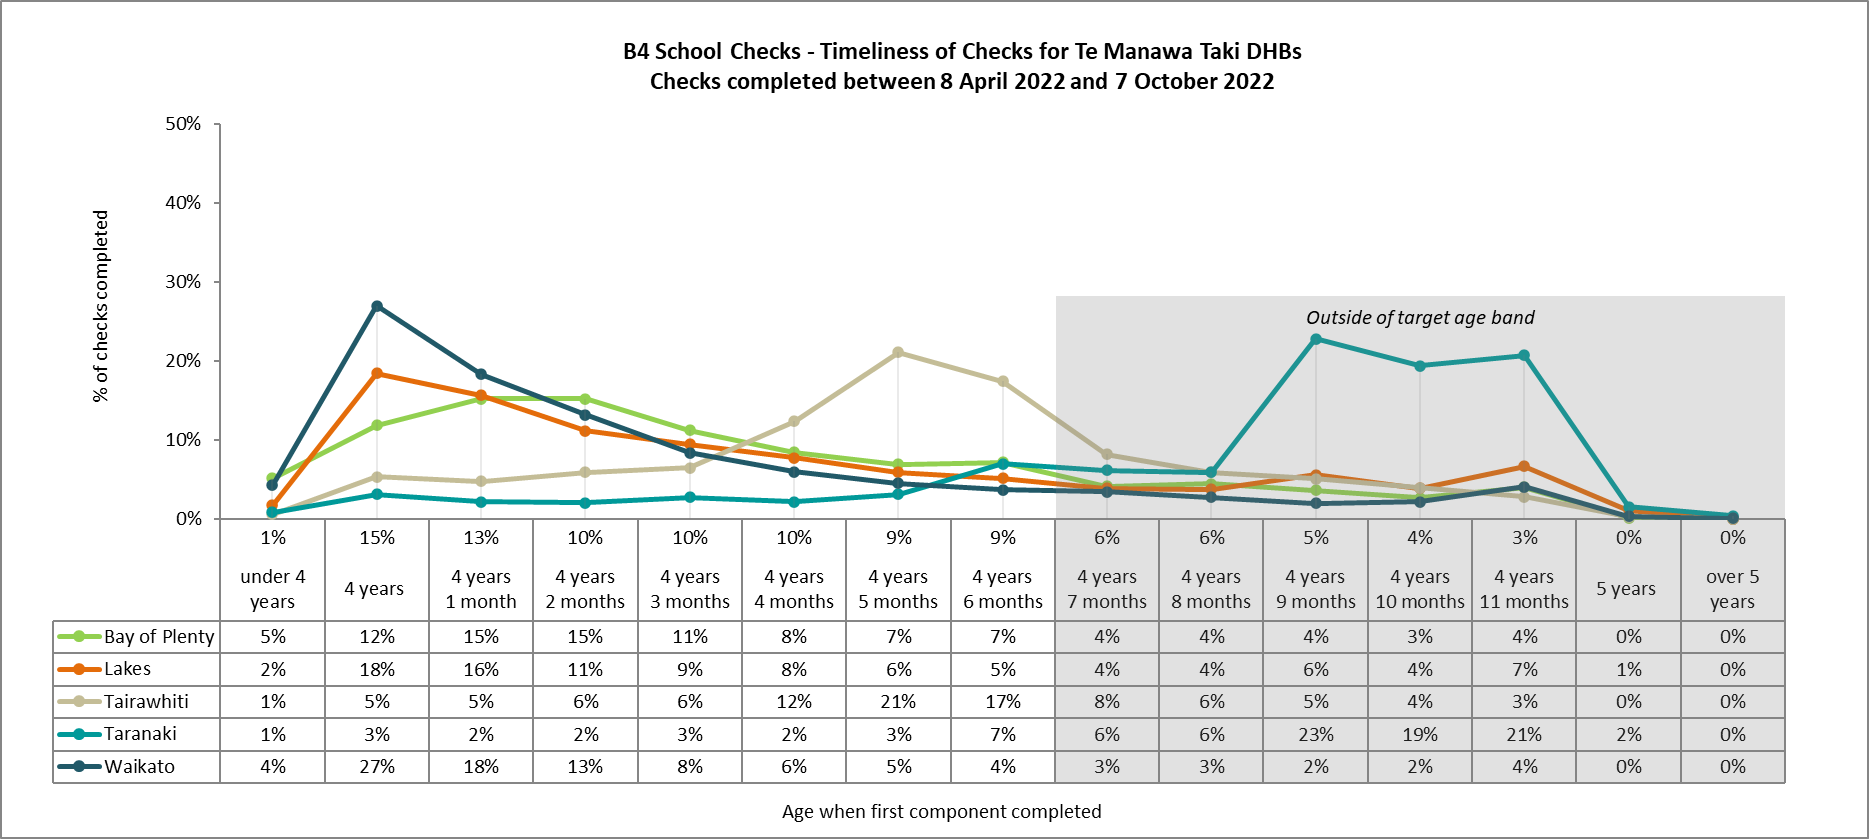 B4 School Checks - Timeliness of Checks for Te Manawa Taki DHBs
Checks completed between 8 April 2022 and 7 October 2022
% of checks completed
50%
40%
30%
20%
10%
0%
Outside of target age band
1% 15% 13% 10% 10% 10% 9% 9% 6% 6% 5% 4% 3% 0% 0%
under 4 years
4 years
4 years 1 month
4 years 2 months
4 years 3 months
4 years 4 months
4 years 5 months
4 years 6 months
4 years 7 months
4 years 8 months
4 years 9 months
4 years 10 months
4 years 11 months
5 years
over 5 years
Bay of Plenty 5% 12% 15% 15% 11% 8% 7% 7% 4% 4% 4% 3% 4% 0% 0%
Lakes 2% 18% 16% 11% 9% 8% 6% 5% 4% 4% 6% 4% 7% 1% 0%
Tairawhiti 1% 5% 5% 6% 6% 12% 21% 17% 8% 6% 5% 4% 3% 0% 0%
Taranaki 1% 3% 2% 2% 3% 2% 3% 7% 6% 6% 23% 19% 21% 2% 0%
Waikato 4% 27% 18% 13% 8% 6% 5% 4% 3% 3% 2% 2% 4% 0% 0%
Age when first component completed